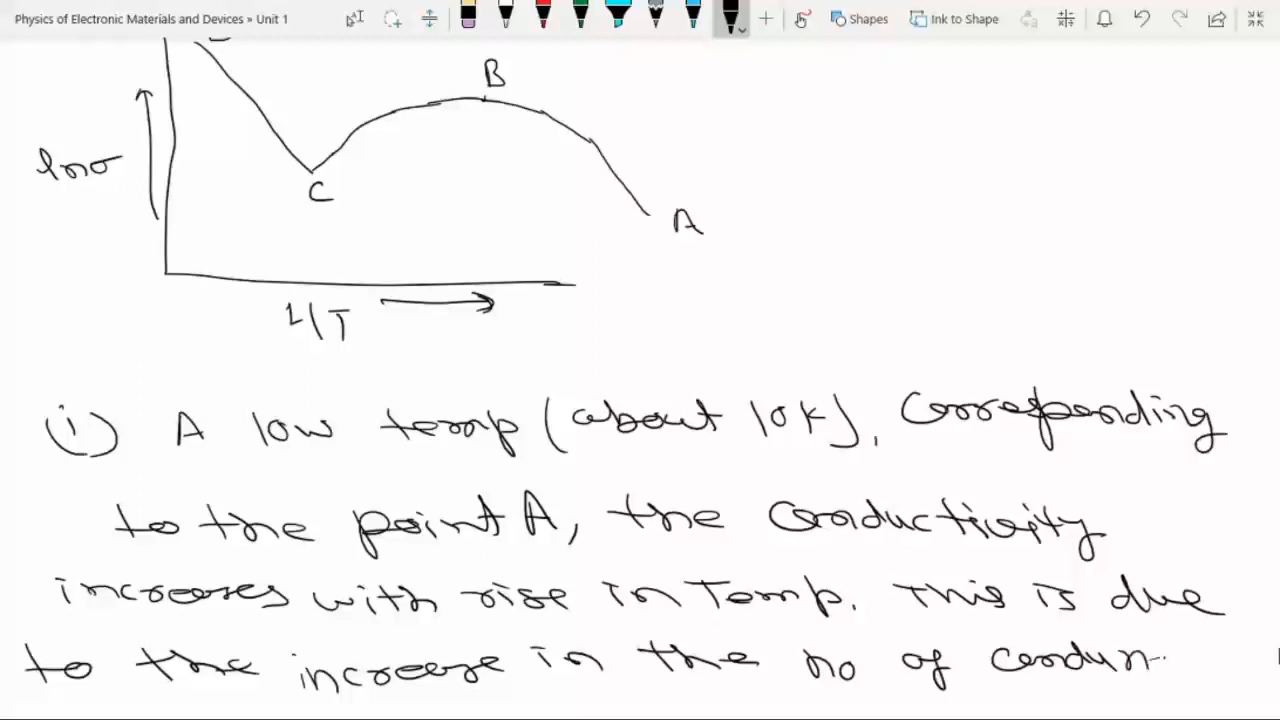 Physics of Electronic Materials and Devices » Unit 1
Shapes
Ink to Shape
B
lnσ
C
A
1/T
(i) A low temp (about 10K), Corresponding
to the point A, the Conductivity
increases with rise in Temp. This is due
to the increase in the no of condun